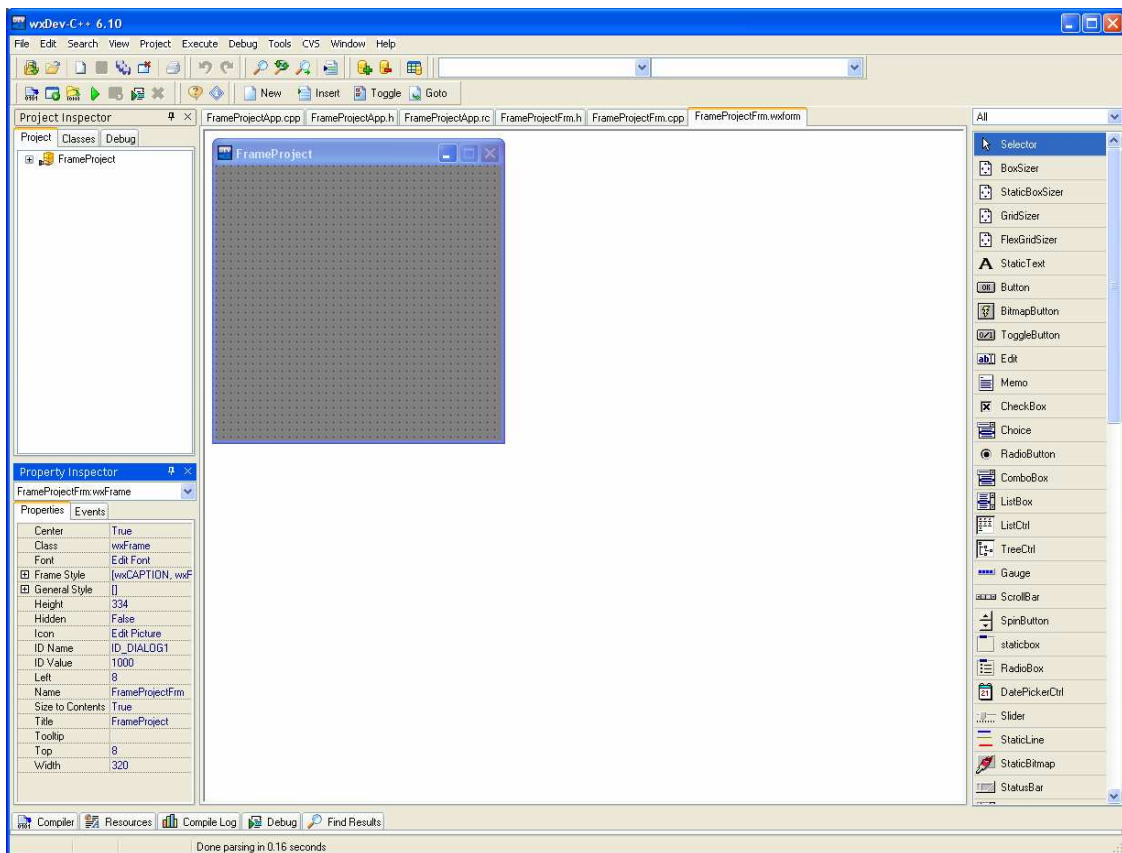 wxDev-C++ 6.10
File Edit Search View Project Execute Debug Tools CVS Window Help
New Insert Toggle Goto
Project Inspector
Project Classes Debug
FrameProject
Property Inspector
FrameProjectFrm:wxFrame
Properties Events
Center True
Class wxFrame
Font Edit Font
Frame Style [wxCAPTION, wxF
General Style []
Height 334
Hidden False
Icon Edit Picture
ID Name ID_DIALOG1
ID Value 1000
Left 8
Name FrameProjectFrm
Size to Contents True
Title FrameProject
Tooltip
Top 8
Width 320
FrameProjectApp.cpp FrameProjectApp.h FrameProjectApp.rc FrameProjectFrm.h FrameProjectFrm.cpp FrameProjectFrm.wxform
FrameProject
All
Selector
BoxSizer
StaticBoxSizer
GridSizer
FlexGridSizer
A StaticText
OK Button
BitmapButton
0/1 ToggleButton
abI Edit
Memo
CheckBox
Choice
RadioButton
ComboBox
ListBox
ListCtrl
TreeCtrl
Gauge
ScrollBar
SpinButton
staticbox
RadioBox
21 DatePickerCtrl
Slider
StaticLine
StaticBitmap
StatusBar
Compiler Resources Compile Log Debug Find Results
Done parsing in 0.16 seconds